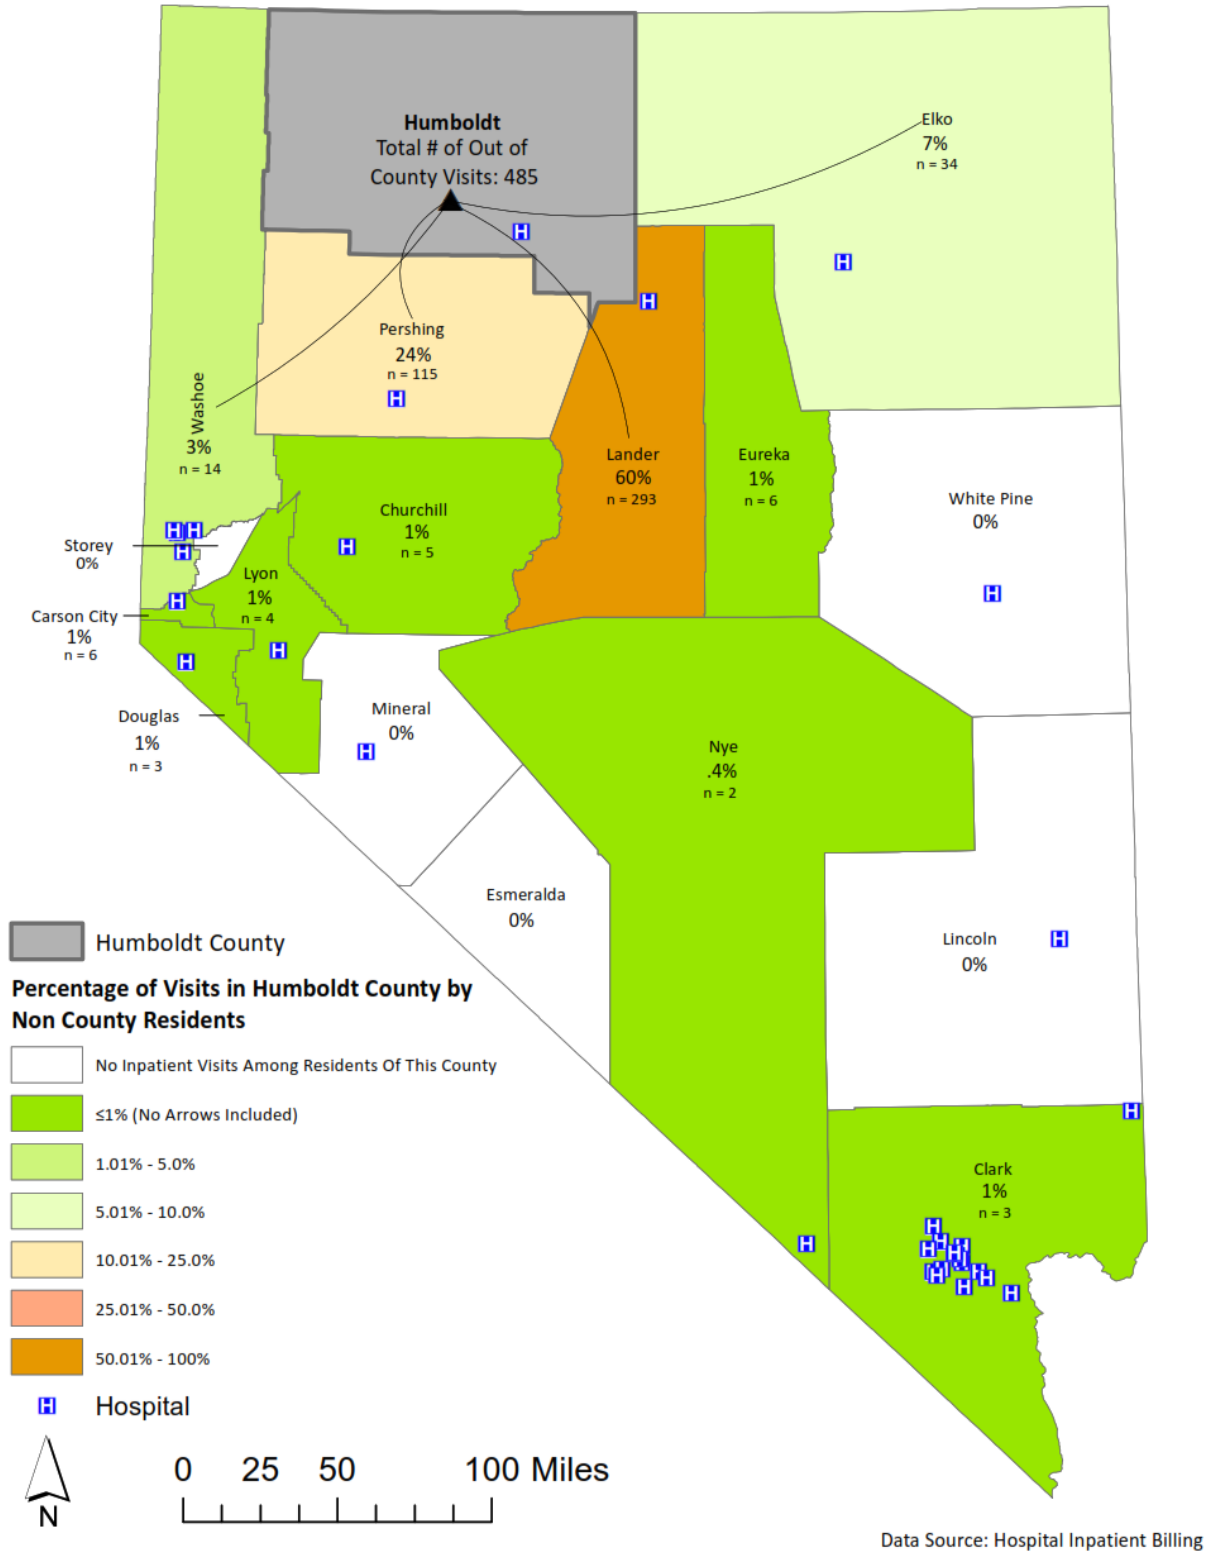 Humboldt
Total # of Out of
County Visits: 485
Elko
7%
n = 34
Pershing
24%
n = 115
Washoe
3%
n = 14
Lander
60%
n = 293
Eureka
1%
n = 6
White Pine
0%
Churchill
1%
n = 5
Storey
0%
Lyon
1%
n = 4
Carson City
1%
n = 6
Douglas
1%
n = 3
Mineral
0%
Nye
.4%
n = 2
Esmeralda
0%
Lincoln
0%
Clark
1%
n = 3
Humboldt County
Percentage of Visits in Humboldt County by
Non County Residents
No Inpatient Visits Among Residents Of This County
≤1% (No Arrows Included)
1.01% - 5.0%
5.01% - 10.0%
10.01% - 25.0%
25.01% - 50.0%
50.01% - 100%
H Hospital
N
0 25 50 100 Miles
Data Source: Hospital Inpatient Billing